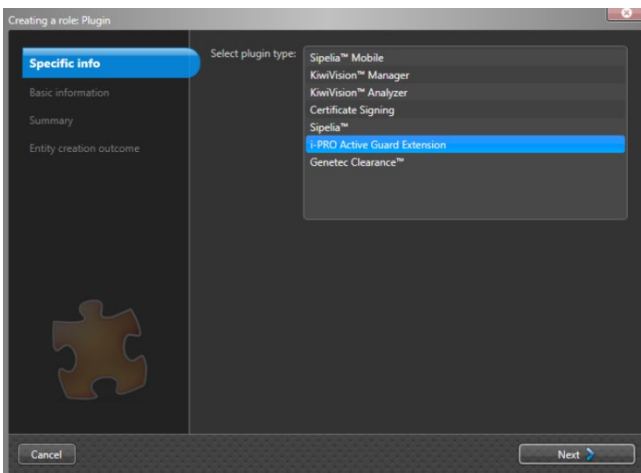 Creating a role: Plugin
Specific info
Basic information
Summary
Entity creation outcome
Select plugin type:
Sipelia™ Mobile
KiwiVision™ Manager
KiwiVision™ Analyzer
Certificate Signing
Sipelia™
i-PRO Active Guard Extension
Genetec Clearance™
Cancel
Next